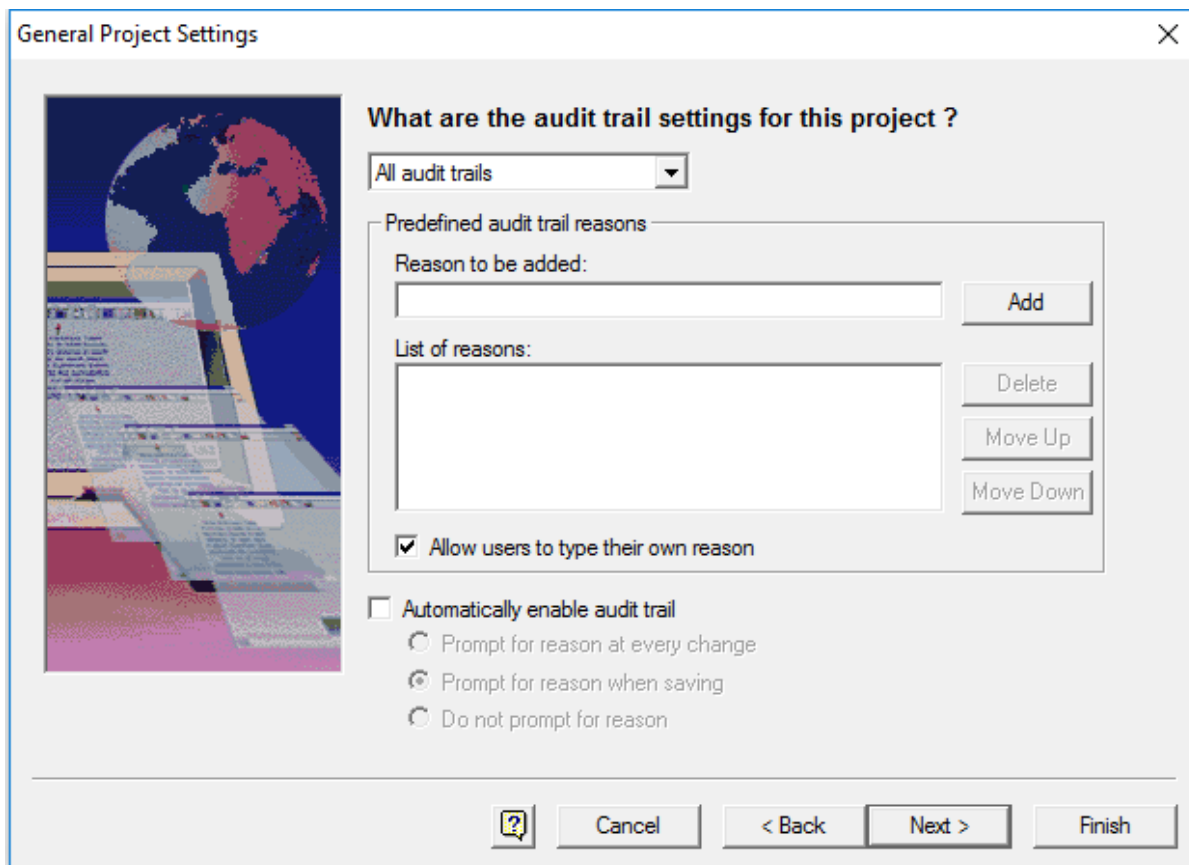 General Project Settings
What are the audit trail settings for this project ?
All audit trails
Predefined audit trail reasons
Reason to be added:
Add
List of reasons:
Delete
Move Up
Move Down
Allow users to type their own reason
Automatically enable audit trail
Prompt for reason at every change
Prompt for reason when saving
Do not prompt for reason
? Cancel < Back Next > Finish